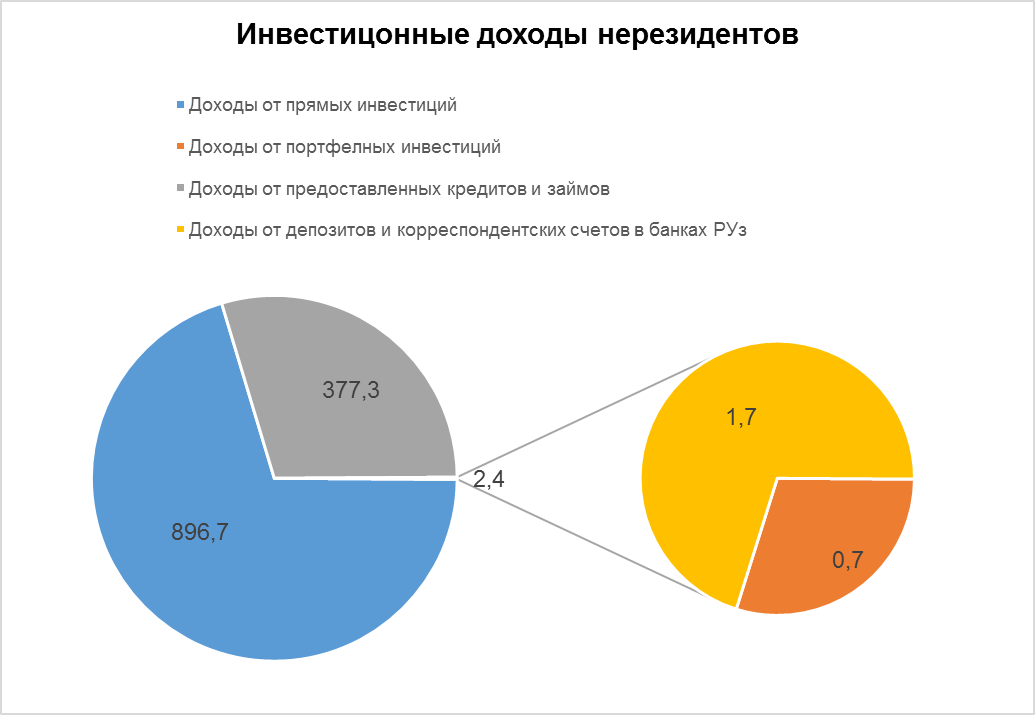 Инвестицонные доходы нерезидентов
Доходы от прямых инвестиций
Доходы от портфелных инвестиций
Доходы от предоставленных кредитов и займов
Доходы от депозитов и корреспондентских счетов в банках РУз
377,3
896,7
2,4
1,7
0,7